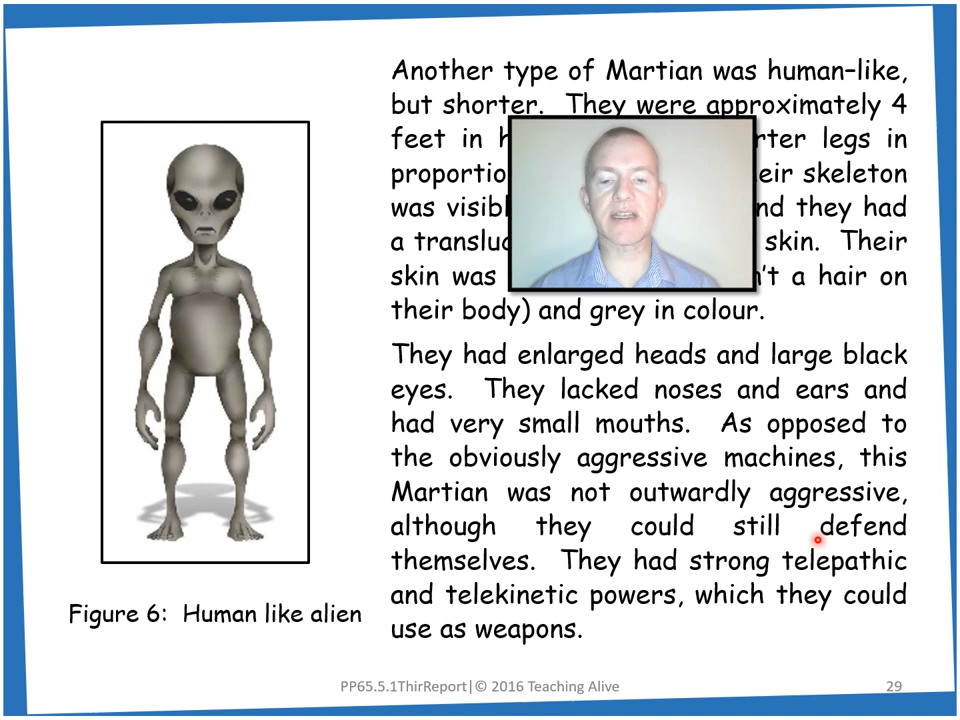 Another type of Martian was human–like,
but shorter. They were approximately 4
feet in rter legs in
eir skeleton
was nd they had
a skin. Their
skin was n't a hair on
their body) and grey in colour.
They had enlarged heads and large black
eyes. They lacked noses and ears and
had very small mouths. As opposed to
the obviously aggressive machines, this
Martian was not outwardly aggressive,
although they could still defend
themselves. They had strong telepathic
and telekinetic powers, which they could
use as weapons.
Figure 6: Human like alien
PP65.5.1ThirReport|© 2016 Teaching Alive
29